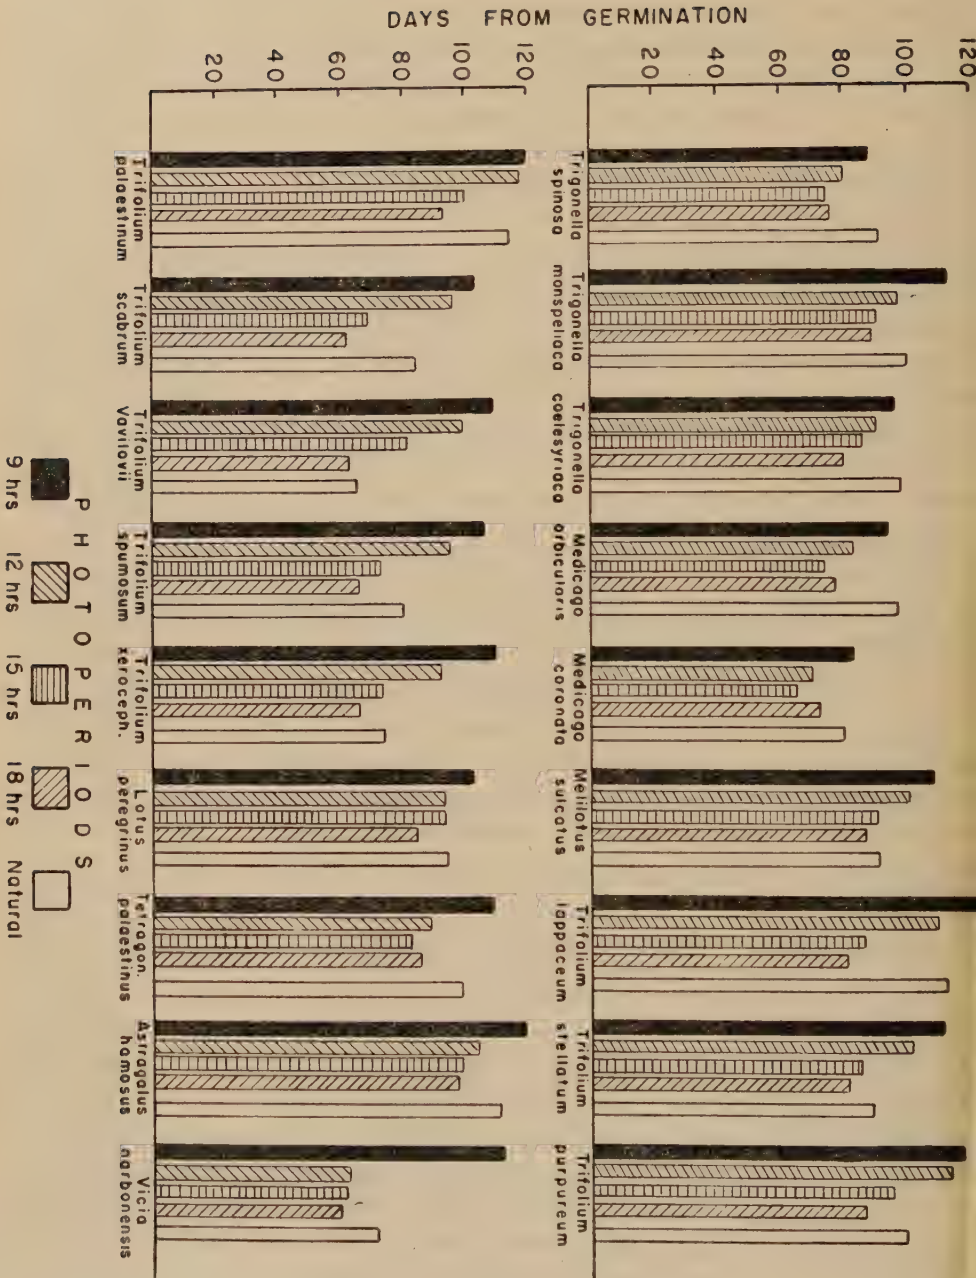 DAYS FROM GERMINATION
120
100
80
60
40
20
Trigonella
spinosa
Trigonella
monspeliaca
Trigonella
coelesyriaca
Medicago
orbicularis
Medicago
coronata
Melilotus
sulcatus
Trifolium
lappaceum
Trifolium
stellatum
Trifolium
purpureum
120
100
80
60
40
20
Trifolium
palaestinum
Trifolium
scabrum
Trifolium
Vavilovii
Trifolium
spumosum
Trifolium
xeroceph.
Lotus
peregrinus
Tetragon.
palaestinus
Astragalus
hamosus
Vicia
narbonensis
PHOTOPERIODS
9 hrs 12 hrs 15 hrs 18 hrs Natural